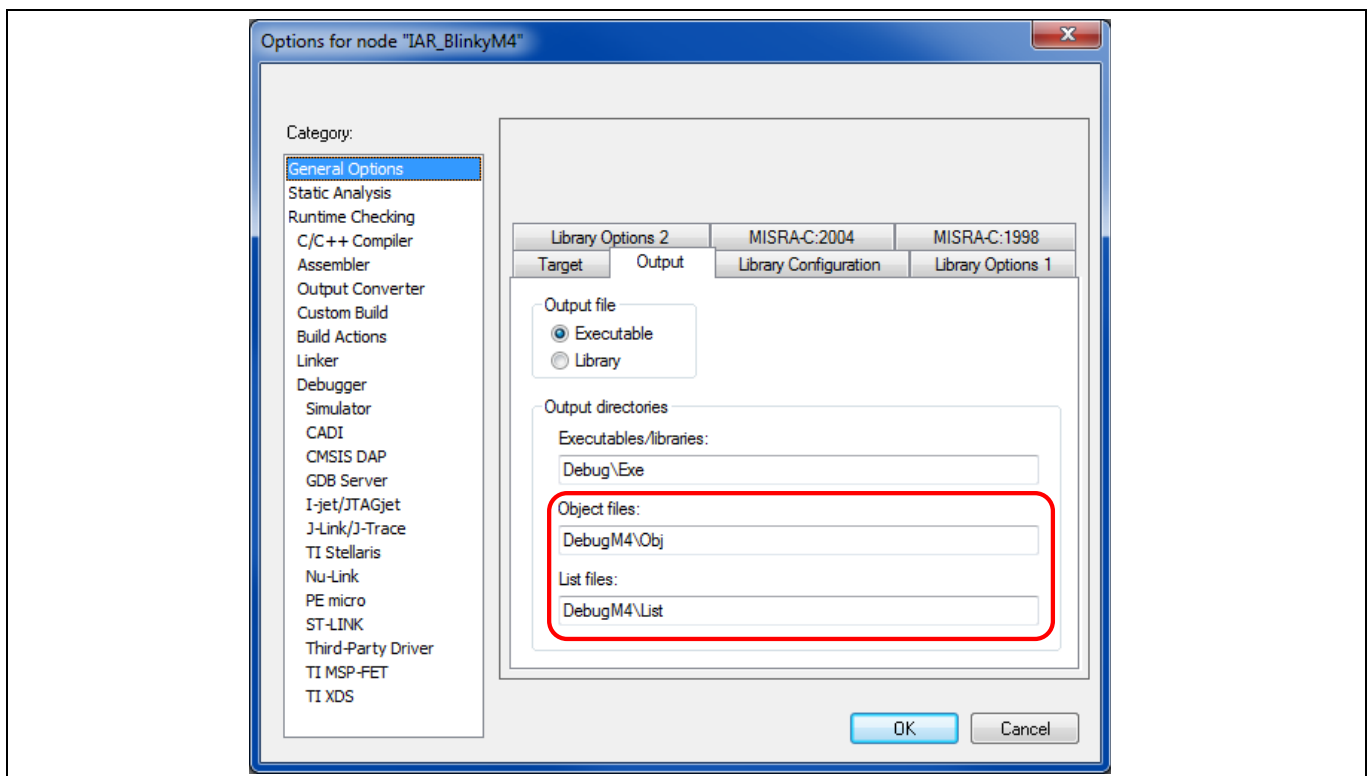 Options for node "IAR_BlinkyM4"
Category:
General Options
Static Analysis
Runtime Checking
C/C++ Compiler
Assembler
Output Converter
Custom Build
Build Actions
Linker
Debugger
Simulator
CADI
CMSIS DAP
GDB Server
I-jet/JTAGjet
J-Link/J-Trace
TI Stellaris
Nu-Link
PE micro
ST-LINK
Third-Party Driver
TI MSP-FET
TI XDS
Library Options 2 MISRA-C:2004 MISRA-C:1998
Target Output Library Configuration Library Options 1
Output file
Executable
Library
Output directories
Executables/libraries:
Debug\Exe
Object files:
DebugM4\Obj
List files:
DebugM4\List
OK Cancel